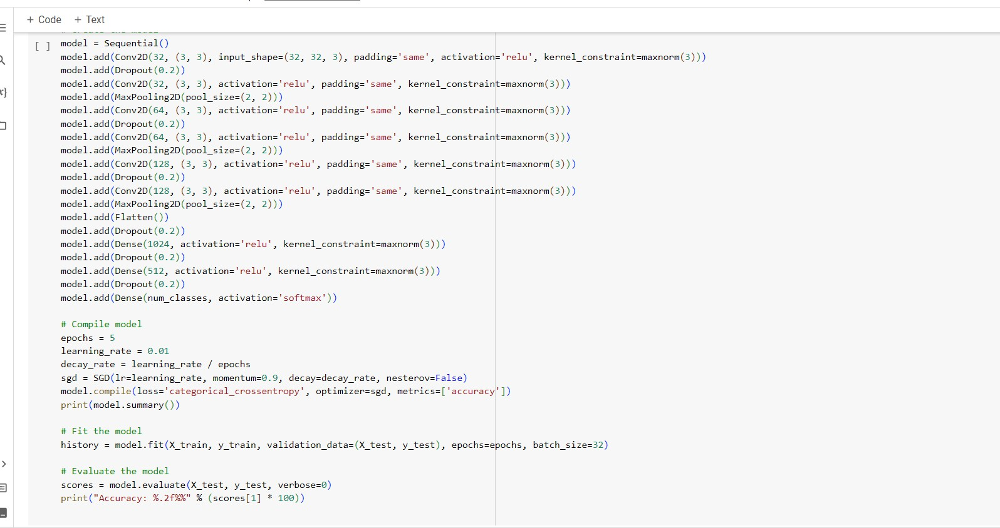 + Code + Text
[ ]
model = Sequential()
model.add(Conv2D(32, (3, 3), input_shape=(32, 32, 3), padding='same', activation='relu', kernel_constraint=maxnorm(3)))
model.add(Dropout(0.2))
model.add(Conv2D(32, (3, 3), activation='relu', padding='same', kernel_constraint=maxnorm(3)))
model.add(MaxPooling2D(pool_size=(2, 2)))
model.add(Conv2D(64, (3, 3), activation='relu', padding='same', kernel_constraint=maxnorm(3)))
model.add(Dropout(0.2))
model.add(Conv2D(64, (3, 3), activation='relu', padding='same', kernel_constraint=maxnorm(3)))
model.add(MaxPooling2D(pool_size=(2, 2)))
model.add(Conv2D(128, (3, 3), activation='relu', padding='same', kernel_constraint=maxnorm(3)))
model.add(Dropout(0.2))
model.add(Conv2D(128, (3, 3), activation='relu', padding='same', kernel_constraint=maxnorm(3)))
model.add(MaxPooling2D(pool_size=(2, 2)))
model.add(Flatten())
model.add(Dropout(0.2))
model.add(Dense(1024, activation='relu', kernel_constraint=maxnorm(3)))
model.add(Dropout(0.2))
model.add(Dense(512, activation='relu', kernel_constraint=maxnorm(3)))
model.add(Dropout(0.2))
model.add(Dense(num_classes, activation='softmax'))
# Compile model
epochs = 5
learning_rate = 0.01
decay_rate = learning_rate / epochs
sgd = SGD(lr=learning_rate, momentum=0.9, decay=decay_rate, nesterov=False)
model.compile(loss='categorical_crossentropy', optimizer=sgd, metrics=['accuracy'])
print(model.summary())
# Fit the model
history = model.fit(X_train, y_train, validation_data=(X_test, y_test), epochs=epochs, batch_size=32)
# Evaluate the model
scores = model.evaluate(X_test, y_test, verbose=0)
print("Accuracy: %.2f%%" % (scores[1] * 100))